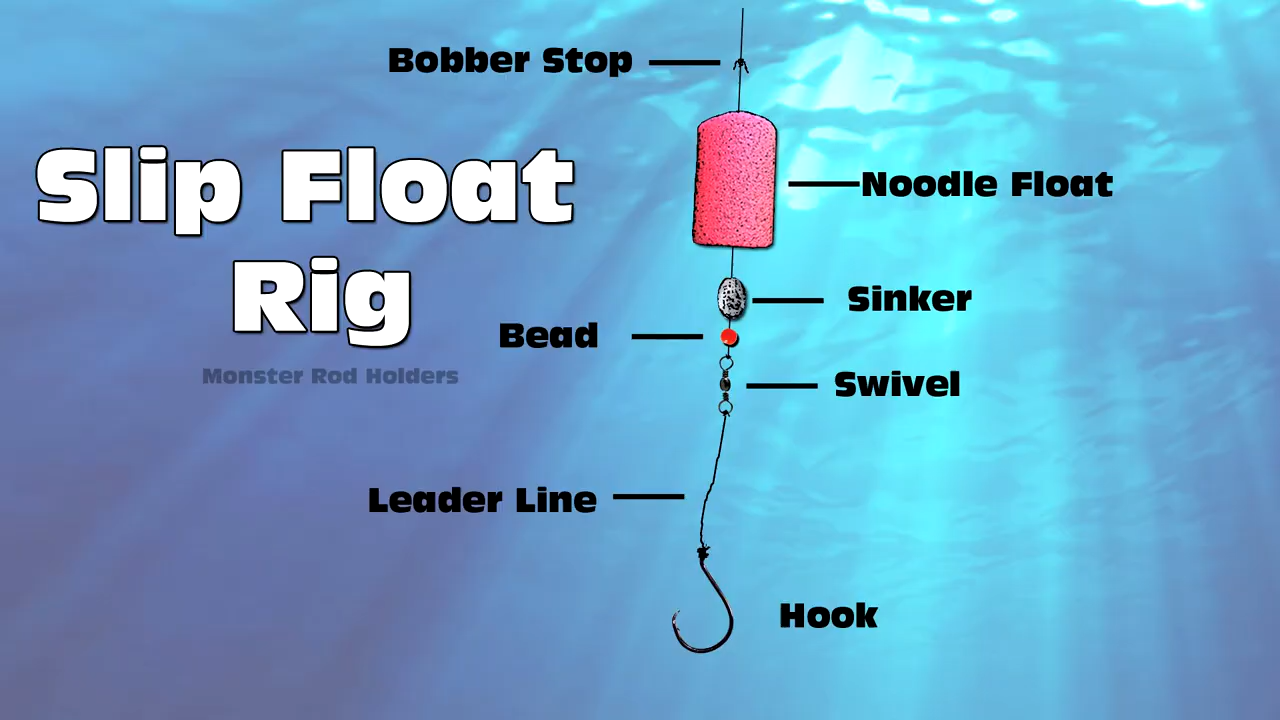 Bobber Stop
Slip Float
Rig
Monster Rod Holders
Noodle Float
Sinker
Bead
Swivel
Leader Line
Hook